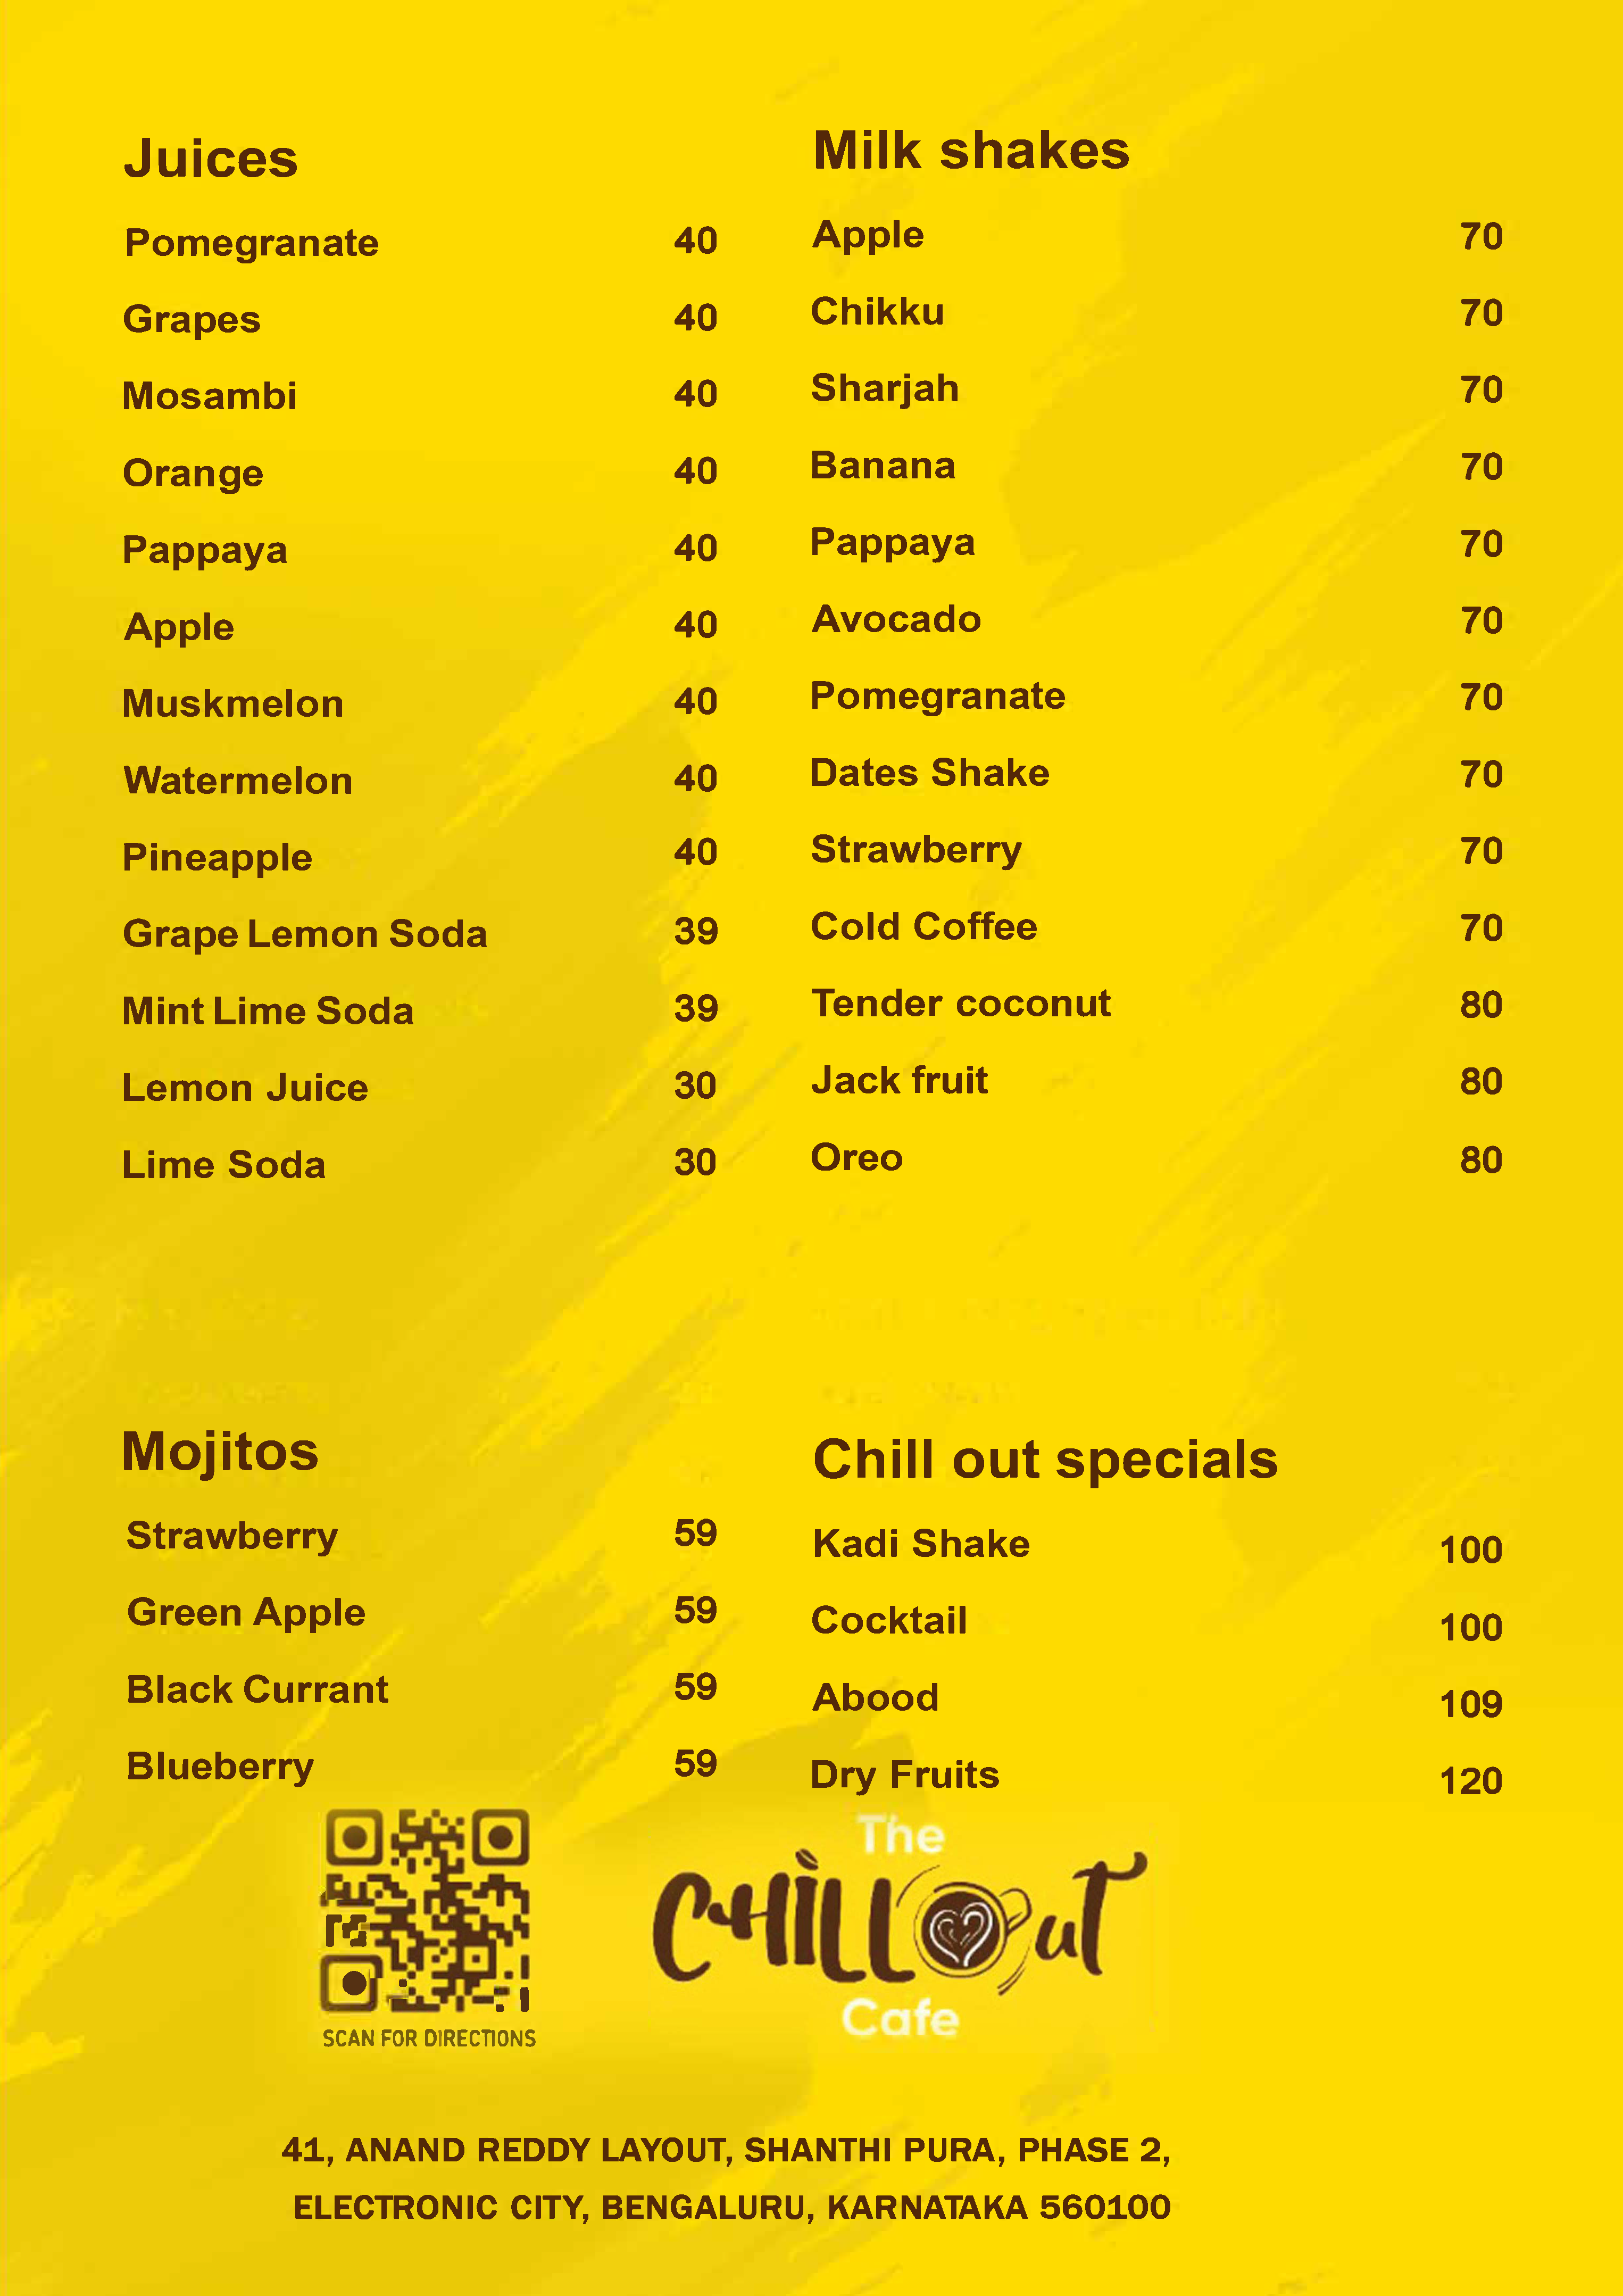 Juices
Pomegranate 40
Grapes 40
Mosambi 40
Orange 40
Pappaya 40
Apple 40
Muskmelon 40
Watermelon 40
Pineapple 40
Grape Lemon Soda 39
Mint Lime Soda 39
Lemon Juice 30
Lime Soda 30
Milk shakes
Apple 70
Chikku 70
Sharjah 70
Banana 70
Pappaya 70
Avocado 70
Pomegranate 70
Dates Shake 70
Strawberry 70
Cold Coffee 70
Tender coconut 80
Jack fruit 80
Oreo 80
Mojitos
Strawberry 59
Green Apple 59
Black Currant 59
Blueberry 59
Chill out specials
Kadi Shake 100
Cocktail 100
Abood 109
Dry Fruits 120
SCAN FOR DIRECTIONS
The
CHiLLOut
Cafe
41, ANAND REDDY LAYOUT, SHANTHI PURA, PHASE 2,
ELECTRONIC CITY, BENGALURU, KARNATAKA 560100